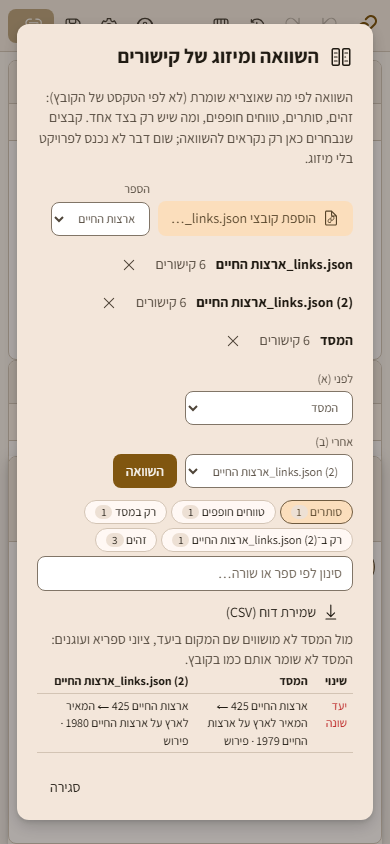 השוואה ומיזוג של קישורים
השוואה לפי מה שאוצריא שומרת (לא לפי הטקסט של הקובץ):
זהים, סותרים, טווחים חופפים, ומה שיש רק בצד אחד. קבצים
שנבחרים כאן רק נקראים להשוואה; שום דבר לא נכנס לפרויקט
בלי מיזוג.
הספר
הוספת קובצי links.json_...
ארצות החיים
ארצות החיים_links.json 6 קישורים
ארצות החיים_links.json (2) 6 קישורים
המסד 6 קישורים
לפני (א)
המסד
אחרי (ב)
ארצות החיים_links.json (2)
השוואה
סותרים 1
טווחים חופפים 1
רק במסד 1
רק ב־ארצות החיים_links.json (2) 1
זהים 3
סינון לפי ספר או שורה...
שמירת דוח (CSV)
מול המסד לא מושווים שם המקום ביעד, ציוני ספריא ועוגנים:
המסד לא שומר אותם כמו בקובץ.
שינוי המסד ארצות החיים_links.json (2)
יעד ארצות החיים 425 ← ארצות החיים 425 ← המאיר
שונה המאיר לארץ על ארצות לארץ על ארצות החיים 1980 ·
החיים 1979 · פירוש פירוש
סגירה